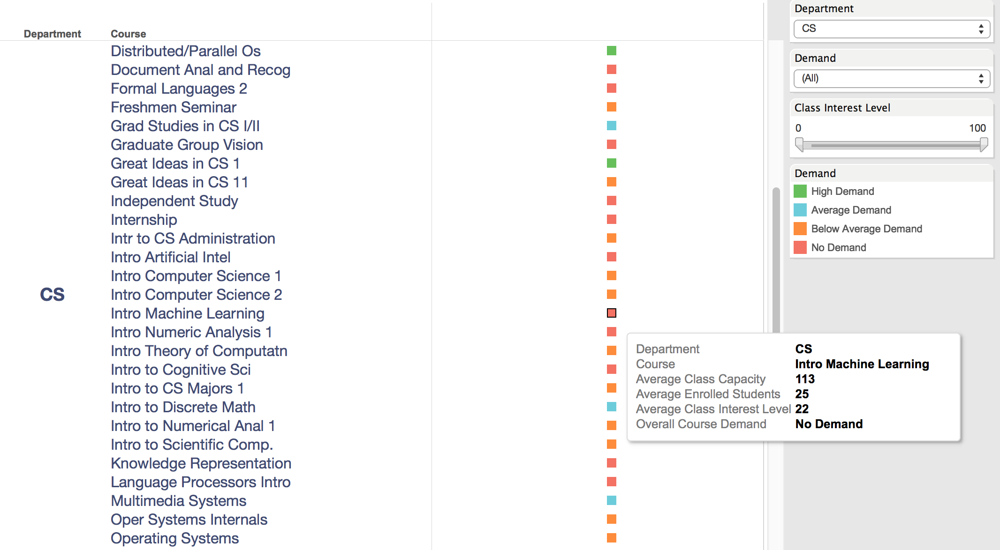 Department Course
Distributed/Parallel Os
Document Anal and Recog
Formal Languages 2
Freshmen Seminar
Grad Studies in CS I/II
Graduate Group Vision
Great Ideas in CS 1
Great Ideas in CS 11
Independent Study
Internship
Intr to CS Administration
Intro Artificial Intel
Intro Computer Science 1
CS Intro Computer Science 2
Intro Machine Learning
Intro Numeric Analysis 1
Intro Theory of Computatn
Intro to Cognitive Sci
Intro to CS Majors 1
Intro to Discrete Math
Intro to Numerical Anal 1
Intro to Scientific Comp.
Knowledge Representation
Language Processors Intro
Multimedia Systems
Oper Systems Internals
Operating Systems
Department CS
Course Intro Machine Learning
Average Class Capacity 113
Average Enrolled Students 25
Average Class Interest Level 22
Overall Course Demand No Demand
Department
CS
Demand
(All)
Class Interest Level
0 100
Demand
High Demand
Average Demand
Below Average Demand
No Demand